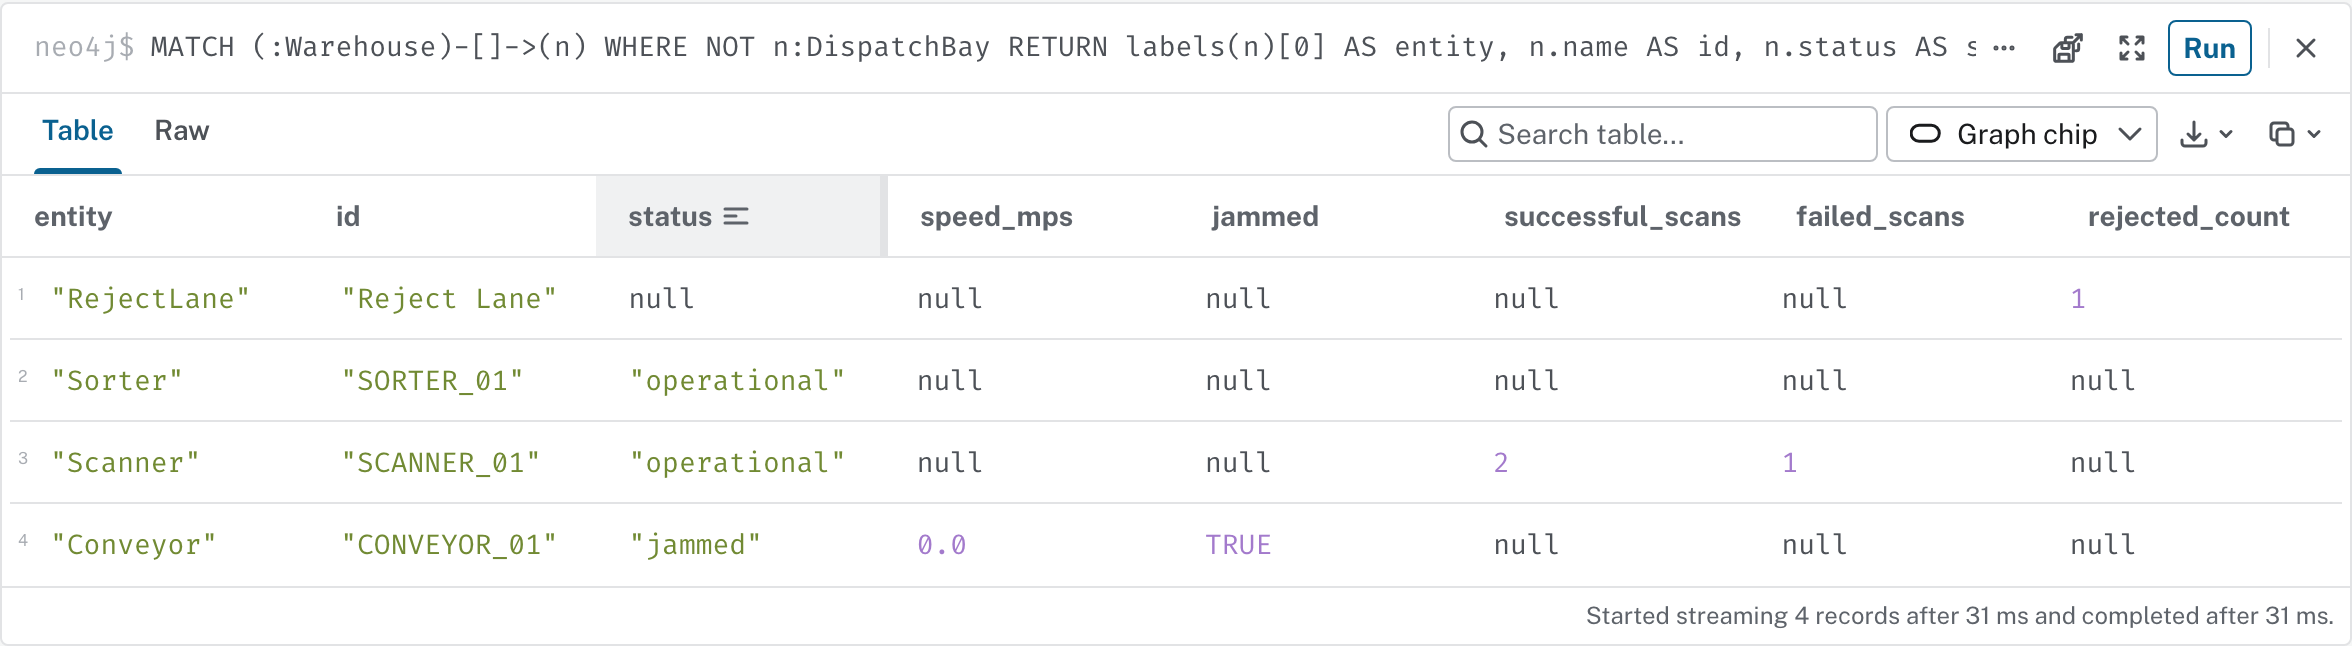 neo4j$ MATCH (:Warehouse)-[]->(n) WHERE NOT n:DispatchBay RETURN labels(n)[0] AS entity, n.name AS id, n.status AS s ···
Run
Table Raw
Search table... Graph chip
entity id status speed_mps jammed successful_scans failed_scans rejected_count
1 "RejectLane" "Reject Lane" null null null null null 1
2 "Sorter" "SORTER_01" "operational" null null null null null
3 "Scanner" "SCANNER_01" "operational" null null 2 1 null
4 "Conveyor" "CONVEYOR_01" "jammed" 0.0 TRUE null null null
Started streaming 4 records after 31 ms and completed after 31 ms.